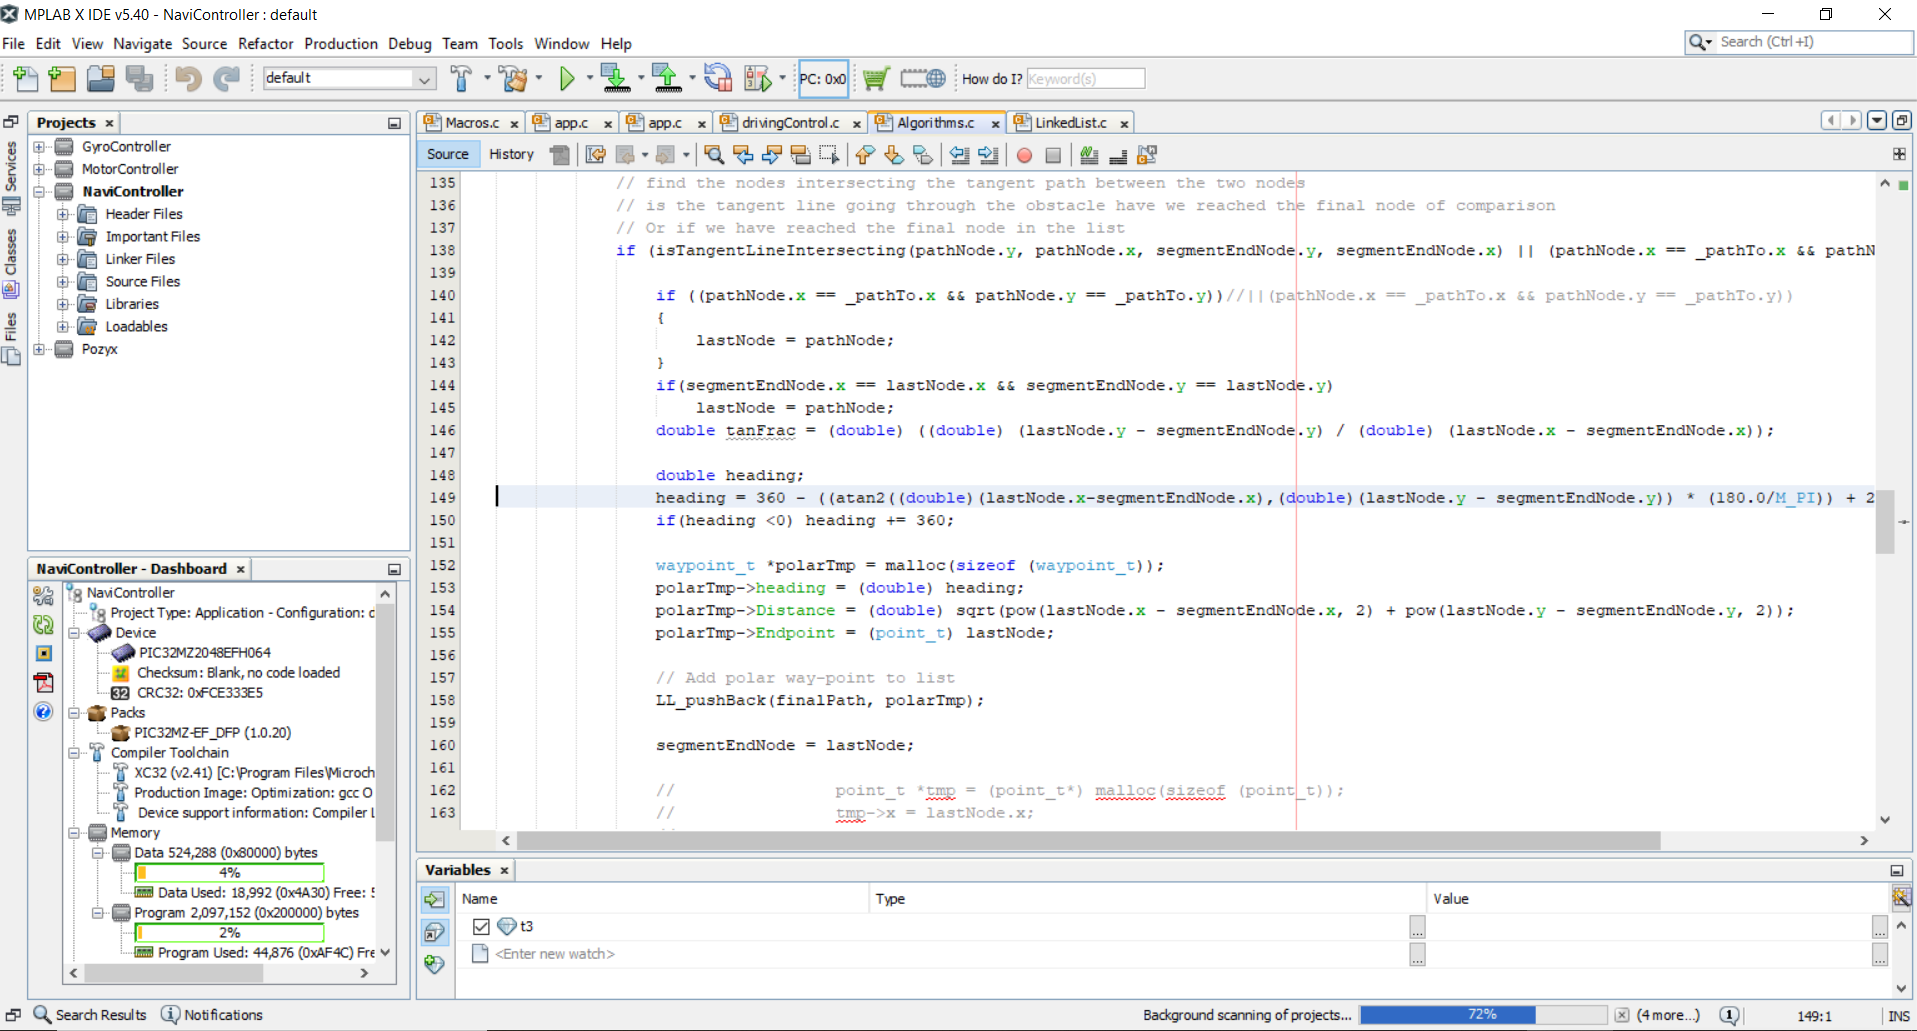 MPLAB X IDE v5.40 - NaviController : default
File Edit View Navigate Source Refactor Production Debug Team Tools Window Help
Search (Ctrl+I)
default
PC: 0x0
How do I? Keyword(s)
Projects
GyroController
MotorController
NaviController
Header Files
Important Files
Linker Files
Source Files
Libraries
Loadables
Pozyx
Services
Classes
Files
Macros.c app.c app.c drivingControl.c Algorithms.c LinkedList.c
Source History
135 // find the nodes intersecting the tangent path between the two nodes
136 // is the tangent line going through the obstacle have we reached the final node of comparison
137 // Or if we have reached the final node in the list
138 if (isTangentLineIntersecting(pathNode.y, pathNode.x, segmentEndNode.y, segmentEndNode.x) || (pathNode.x == _pathTo.x && pathN
139
140 if ((pathNode.x == _pathTo.x && pathNode.y == _pathTo.y))//||(pathNode.x == _pathTo.x && pathNode.y == _pathTo.y))
141 {
142 lastNode = pathNode;
143 }
144 if(segmentEndNode.x == lastNode.x && segmentEndNode.y == lastNode.y)
145 lastNode = pathNode;
146 double tanFrac = (double) ((double) (lastNode.y - segmentEndNode.y) / (double) (lastNode.x - segmentEndNode.x));
147
148 double heading;
149 heading = 360 - ((atan2((double)(lastNode.x-segmentEndNode.x),(double)(lastNode.y - segmentEndNode.y)) * (180.0/M_PI)) + 2
150 if(heading <0) heading += 360;
151
152 waypoint_t *polarTmp = malloc(sizeof (waypoint_t));
153 polarTmp->heading = (double) heading;
154 polarTmp->Distance = (double) sqrt(pow(lastNode.x - segmentEndNode.x, 2) + pow(lastNode.y - segmentEndNode.y, 2));
155 polarTmp->Endpoint = (point_t) lastNode;
156
157 // Add polar way-point to list
158 LL_pushBack(finalPath, polarTmp);
159
160 segmentEndNode = lastNode;
161
162 // point_t *tmp = (point_t*) malloc(sizeof (point_t));
163 // tmp->x = lastNode.x;
NaviController - Dashboard
NaviController
Project Type: Application - Configuration: c
Device
PIC32MZ2048EFH064
Checksum: Blank, no code loaded
32 CRC32: 0xFCE333E5
Packs
PIC32MZ-EF_DFP (1.0.20)
Compiler Toolchain
XC32 (v2.41) [C:\Program Files\Microch
Production Image: Optimization: gcc O
Device support information: Compiler L
Memory
Data 524,288 (0x80000) bytes
4%
Data Used: 18,992 (0x4A30) Free: 5
Program 2,097,152 (0x200000) bytes
2%
Program Used: 44,876 (0xAF4C) Fre
Variables
Name Type Value
t3
<Enter new watch>
Search Results Notifications
Background scanning of projects... 72% (4 more...) 1 149:1 INS